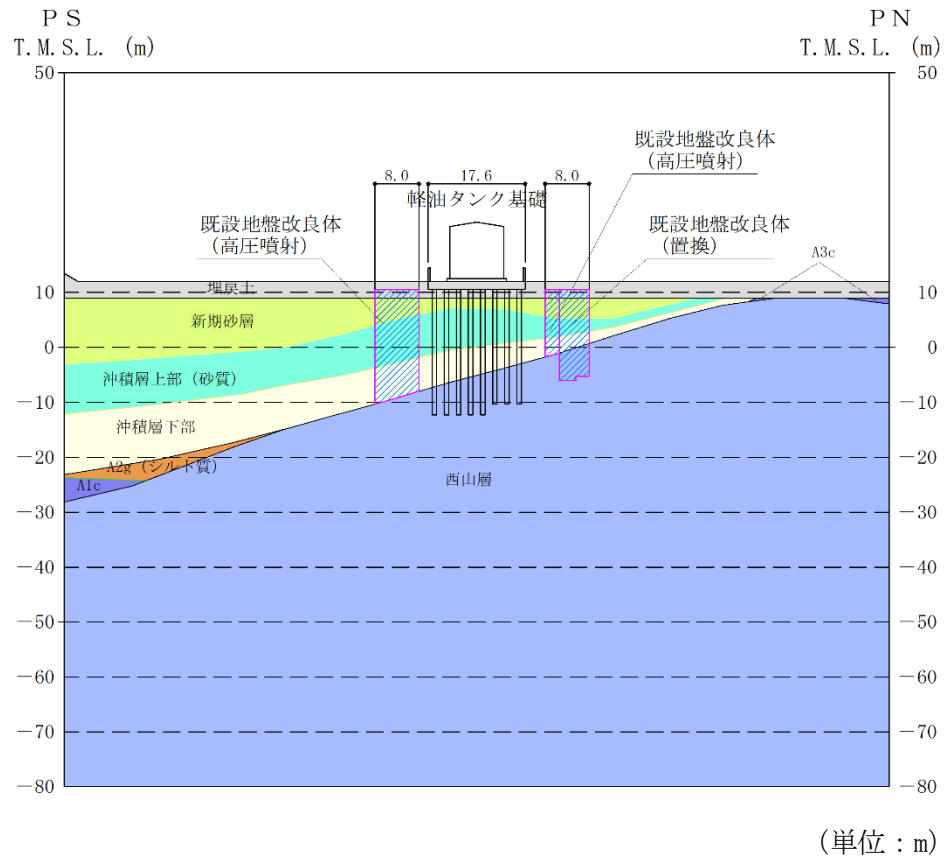 PS
PN
T.M.S.L. (m)
T.M.S.L. (m)
50
50
既設地盤改良体
(高圧噴射)
8.0
17.6
8.0
軽油タンク基礎
既設地盤改良体
(高圧噴射)
既設地盤改良体
(置換)
A3c
埋戻土
10
10
新期砂層
0
0
沖積層上部(砂質)
-10
-10
沖積層下部
-20
-20
A2g(シルト質)
A1c
西山層
-30
-30
-40
-40
-50
-50
-60
-60
-70
-70
-80
-80
(単位:m)